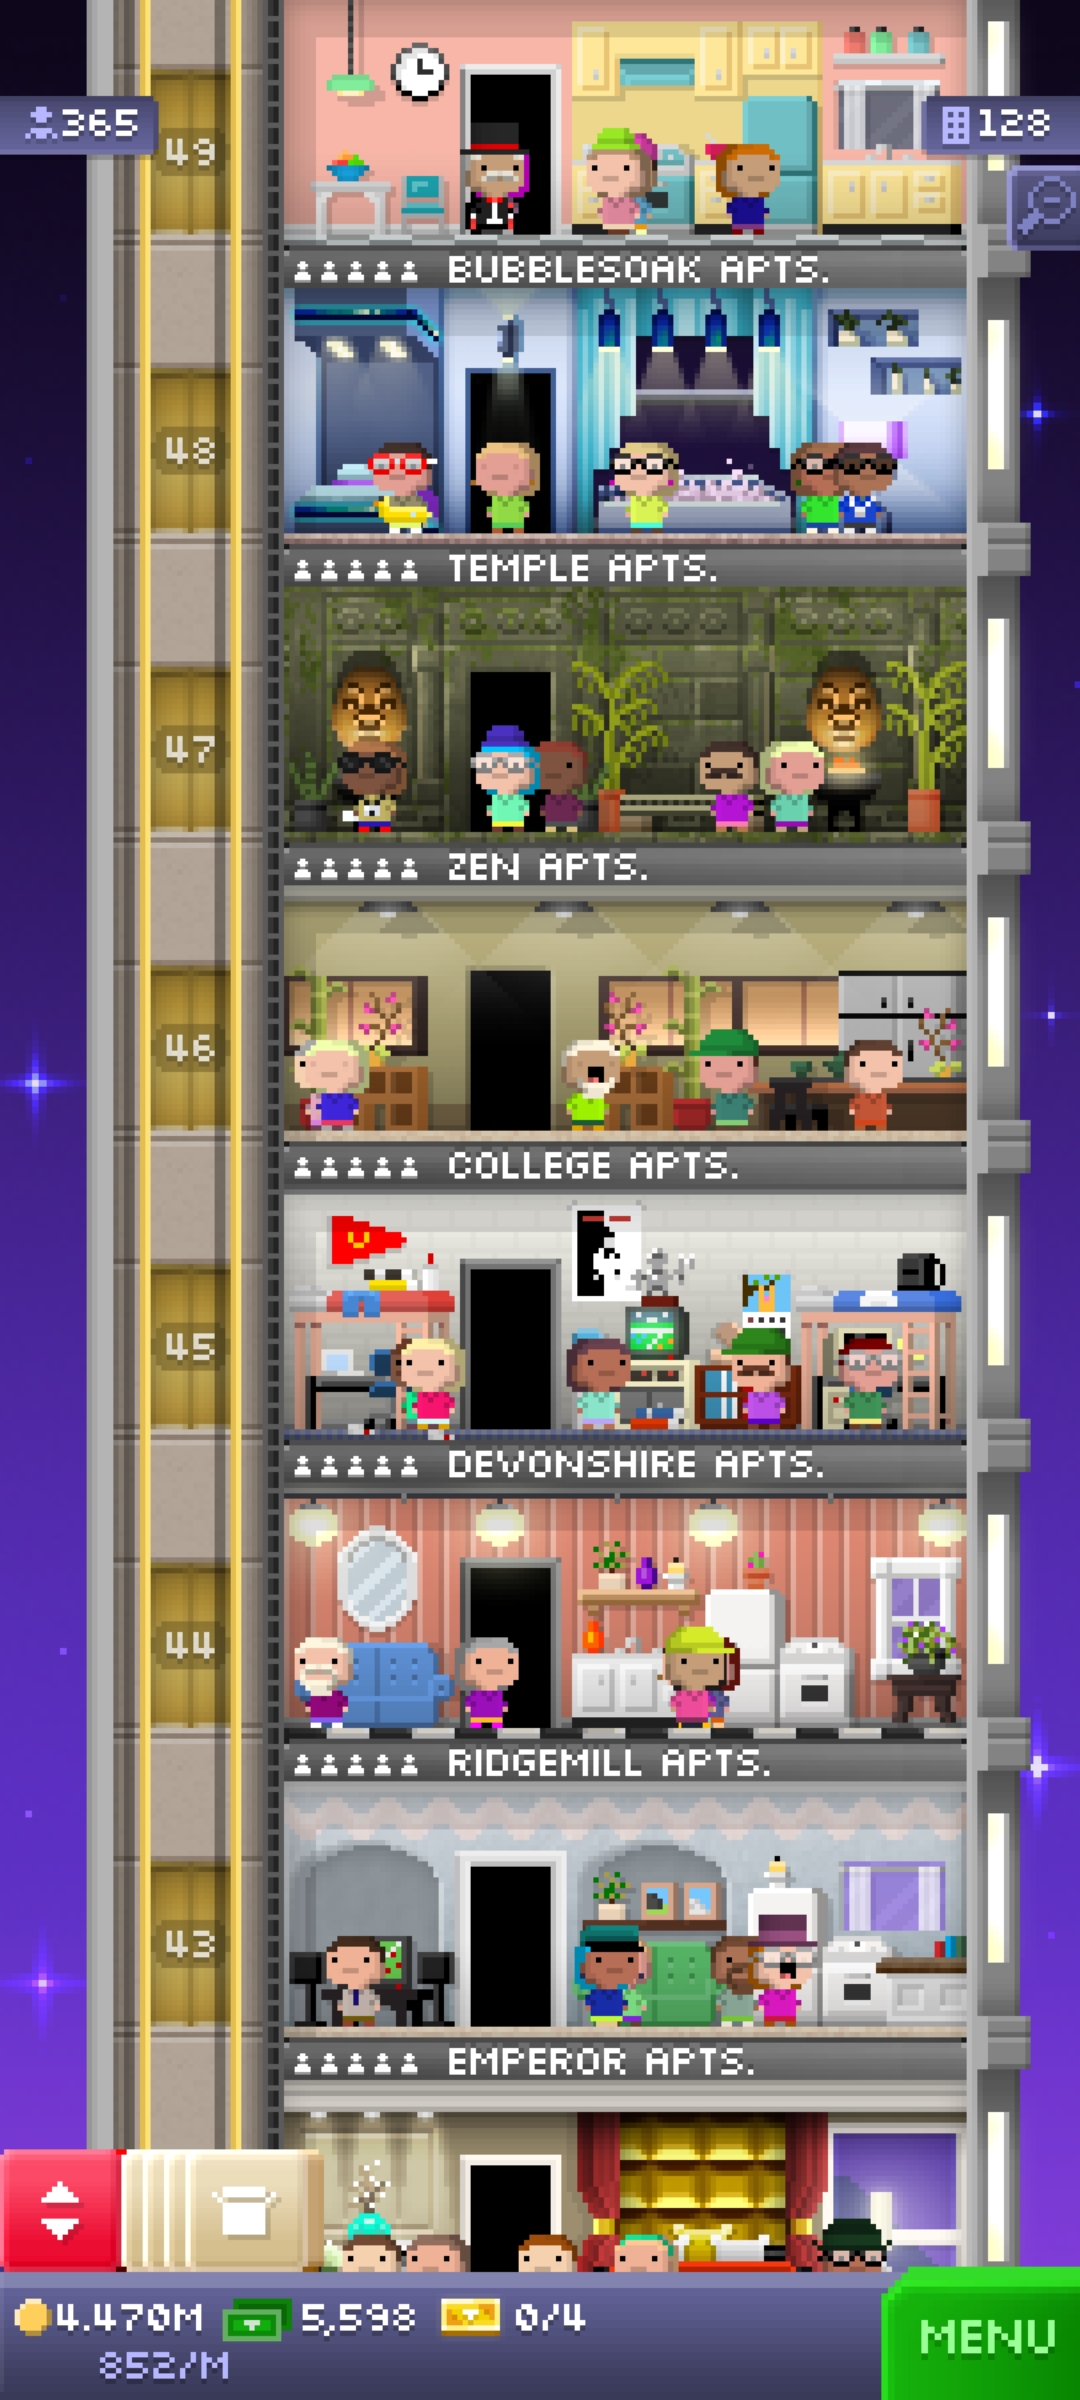 365
128
49
BUBBLESOAK APTS.
48
TEMPLE APTS.
47
ZEN APTS.
46
COLLEGE APTS.
45
DEVONSHIRE APTS.
44
RIDGEMILL APTS.
43
EMPEROR APTS.
4.470M 5,598 0/4
852/M
MENU